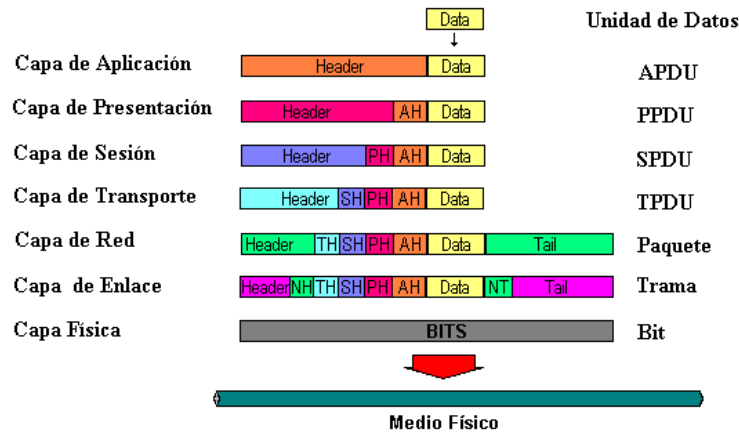 Data Unidad de Datos
Capa de Aplicación Header Data APDU
Capa de Presentación Header AH Data PPDU
Capa de Sesión Header PH AH Data SPDU
Capa de Transporte Header SH PH AH Data TPDU
Capa de Red Header TH SH PH AH Data Tail Paquete
Capa de Enlace Header NH TH SH PH AH Data NT Tail Trama
Capa Física BITS Bit
Medio Físico